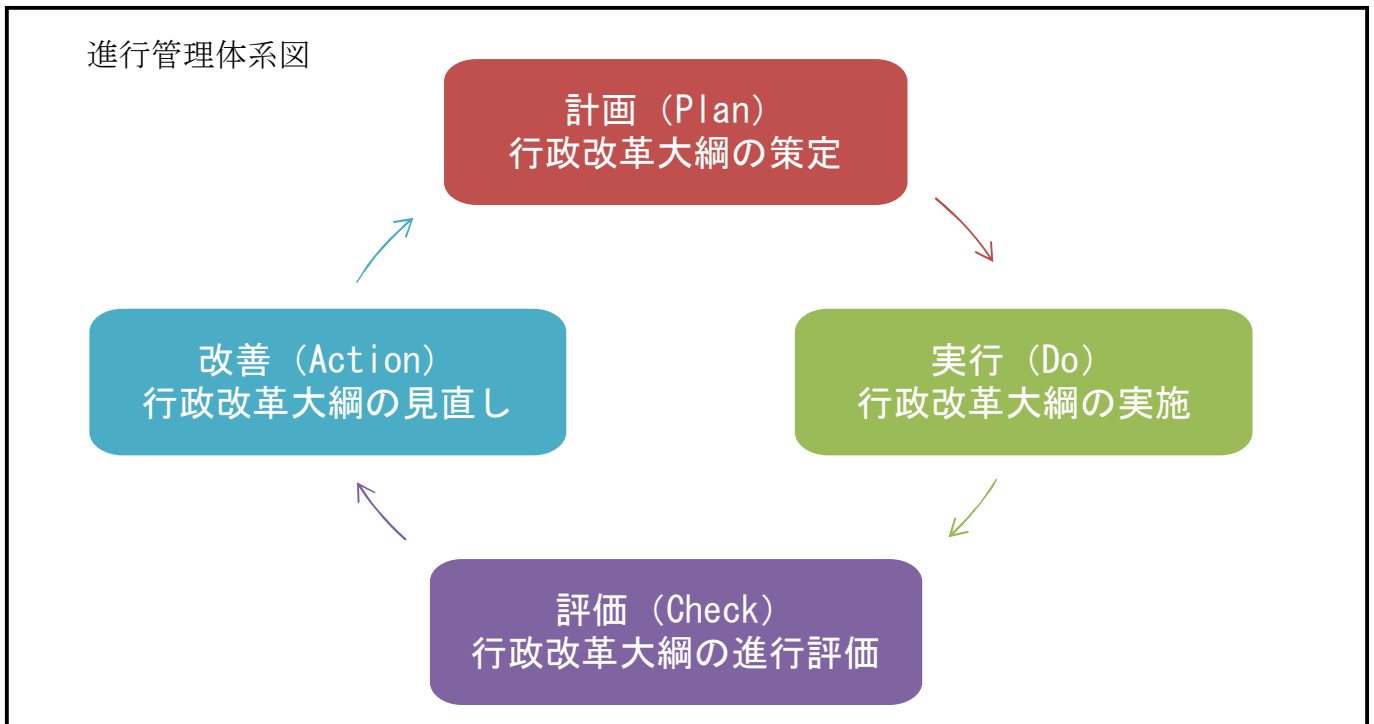 進行管理体系図
計画（Plan）
行政改革大綱の策定
改善（Action）
行政改革大綱の見直し
実行（Do）
行政改革大綱の実施
評価（Check）
行政改革大綱の進行評価